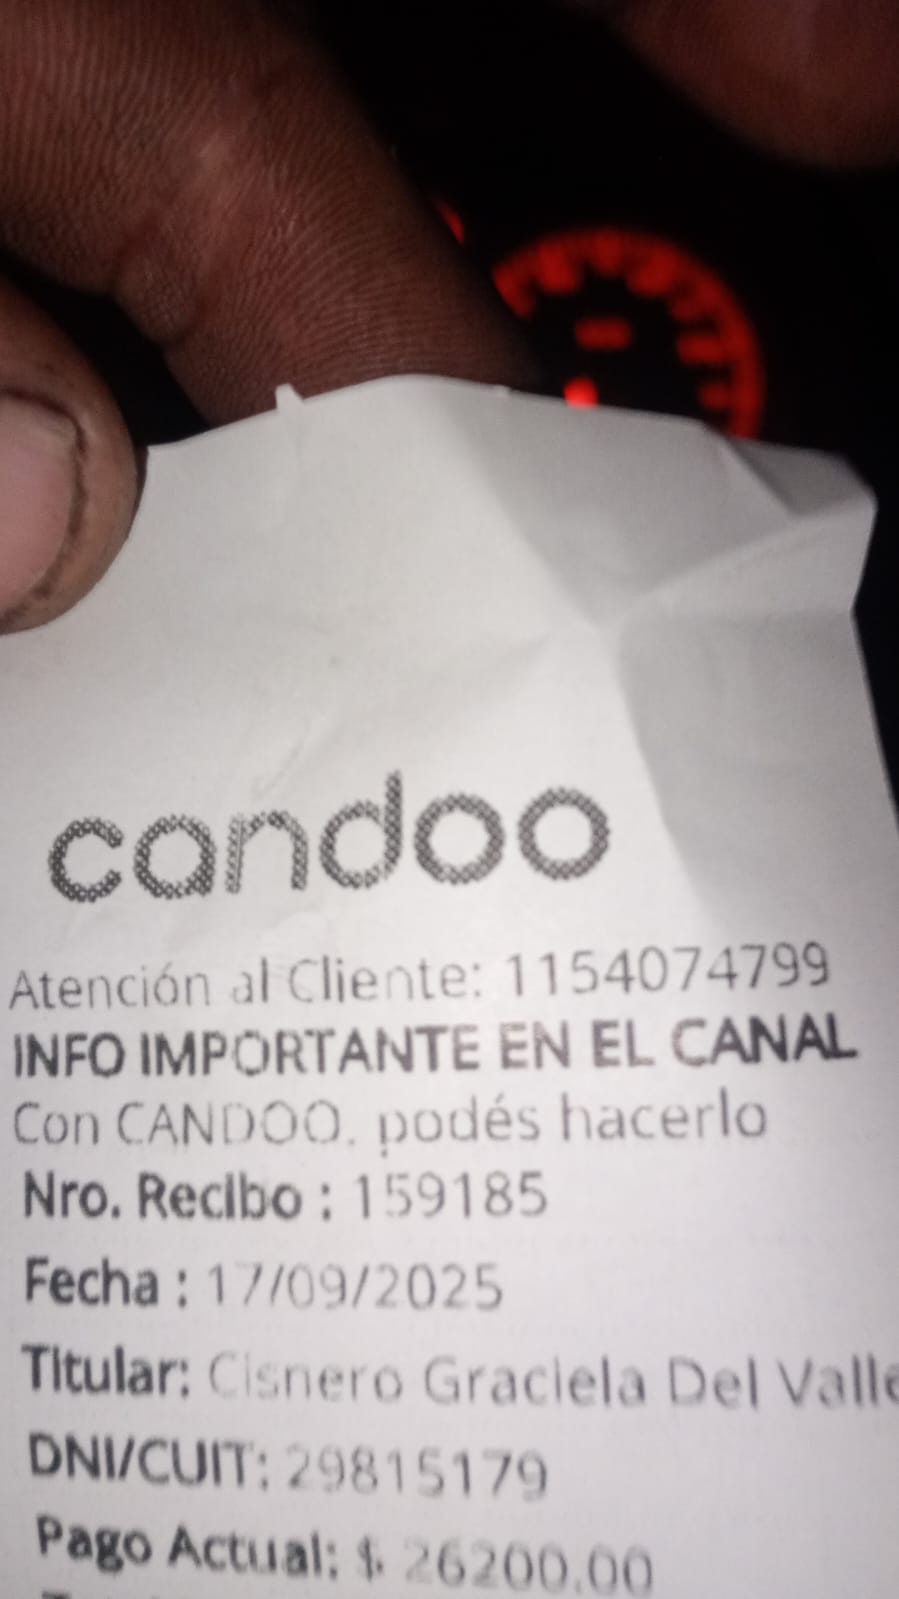 candoo
Atención al Cliente: 1154074799
INFO IMPORTANTE EN EL CANAL
Con CANDOO. podés hacerlo
Nro. Recibo : 159185
Fecha : 17/09/2025
Titular: Cisnero Graciela Del Valle
DNI/CUIT: 29815179
Pago Actual: $ 26200.00